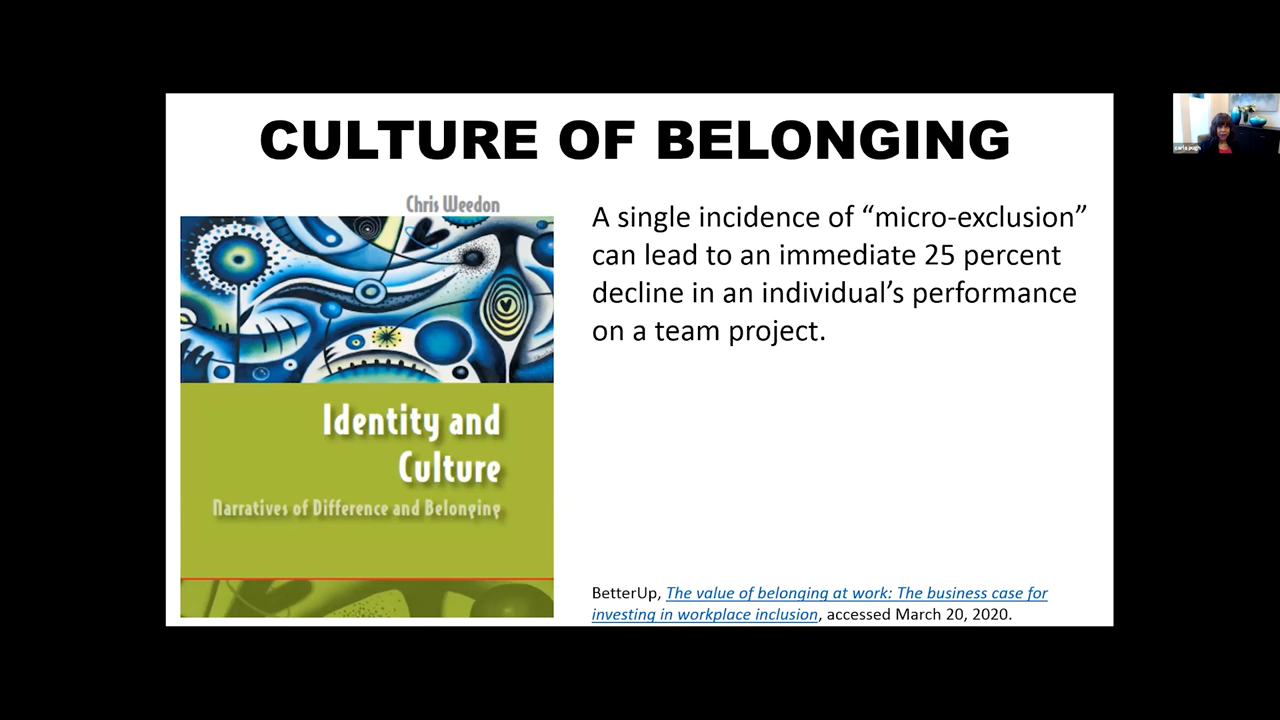 CULTURE OF BELONGING
Chris Weedon
Identity and
Culture
Narratives of Difference and Belonging
A single incidence of “micro-exclusion”
can lead to an immediate 25 percent
decline in an individual’s performance
on a team project.
BetterUp, The value of belonging at work: The business case for
investing in workplace inclusion, accessed March 20, 2020.
carla pugh